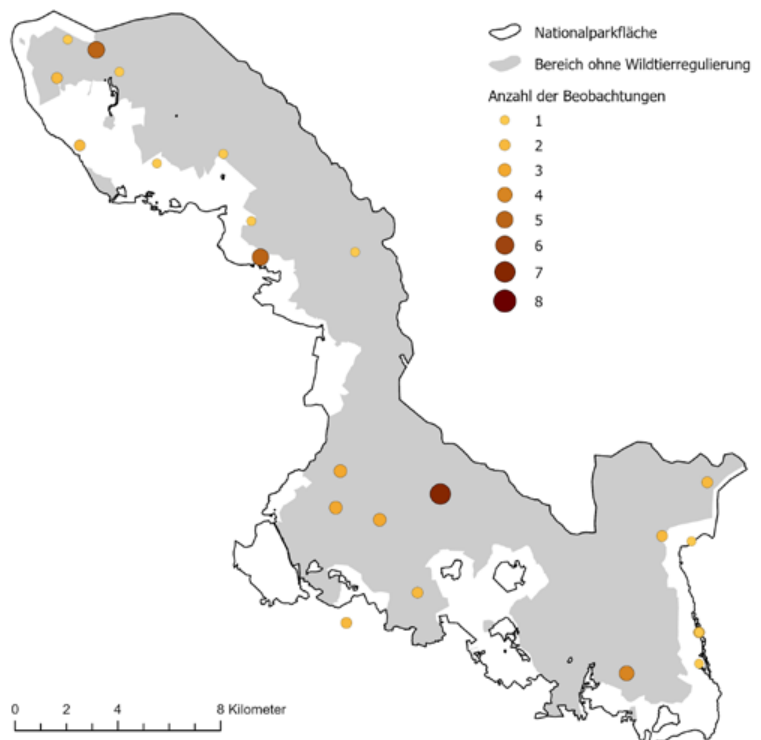 Nationalparkfläche
Bereich ohne Wildtierregulierung
Anzahl der Beobachtungen
1
2
3
4
5
6
7
8
0 2 4 8 Kilometer